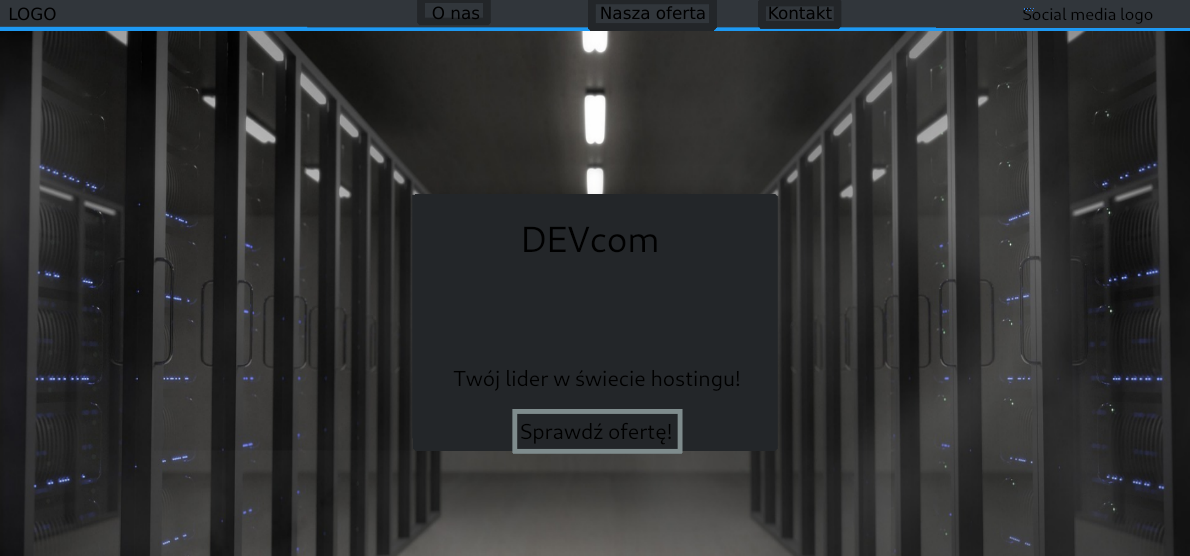 LOGO
O nas
Nasza oferta
Kontakt
Social media logo
DEVcom
Twój lider w świecie hostingu!
Sprawdź ofertę!